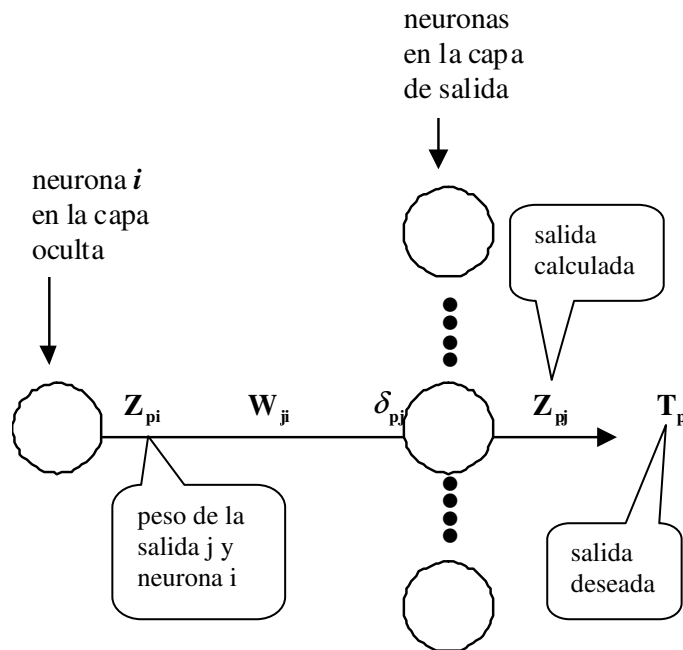 neuronas
en la capa
de salida
neurona i
en la capa
oculta
salida
calculada
Z_pi W_ji δ_pj Z_pj T_p
peso de la
salida j y
neurona i
salida
deseada